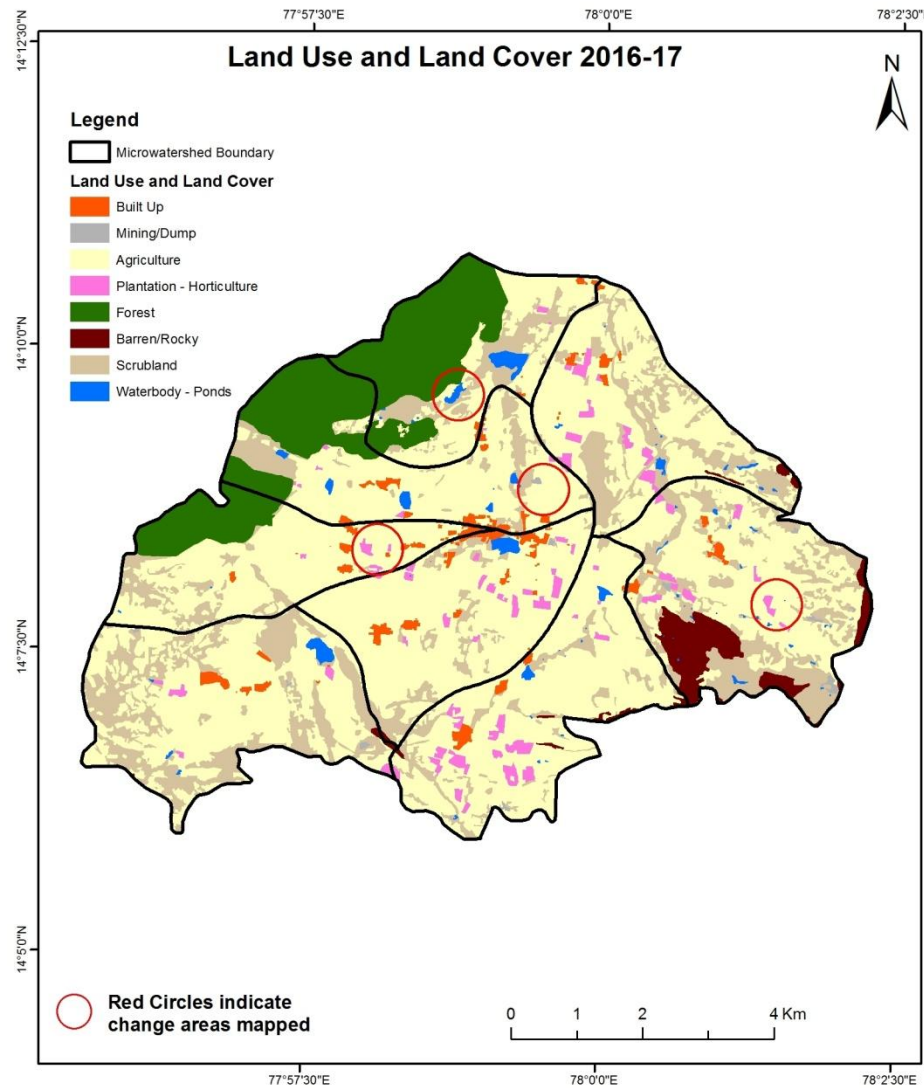 77°57'30"E 78°0'0"E 78°2'30"E
14°12'30"N
Land Use and Land Cover 2016-17
N
Legend
Microwatershed Boundary
Land Use and Land Cover
Built Up
Mining/Dump
Agriculture
Plantation - Horticulture
Forest
Barren/Rocky
Scrubland
Waterbody - Ponds
14°10'0"N
14°7'30"N
14°5'0"N
Red Circles indicate
change areas mapped
0 1 2 4 Km
77°57'30"E 78°0'0"E 78°2'30"E